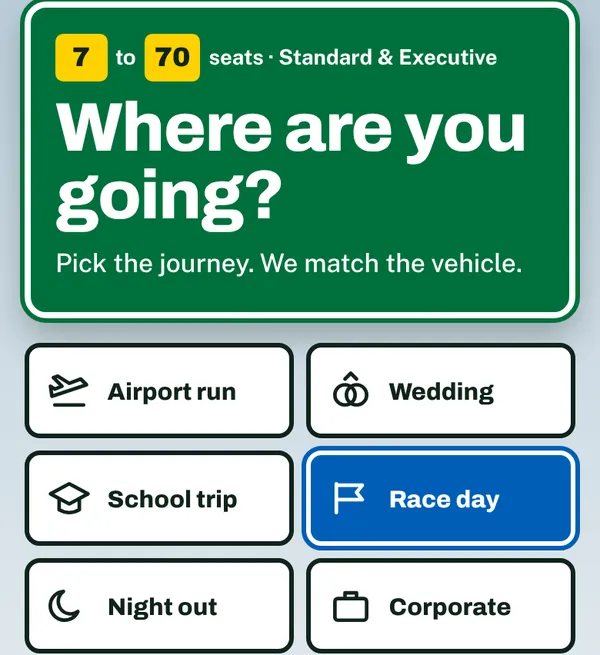 7 to 70 seats · Standard & Executive
Where are you
going?
Pick the journey. We match the vehicle.
Airport run
Wedding
School trip
Race day
Night out
Corporate